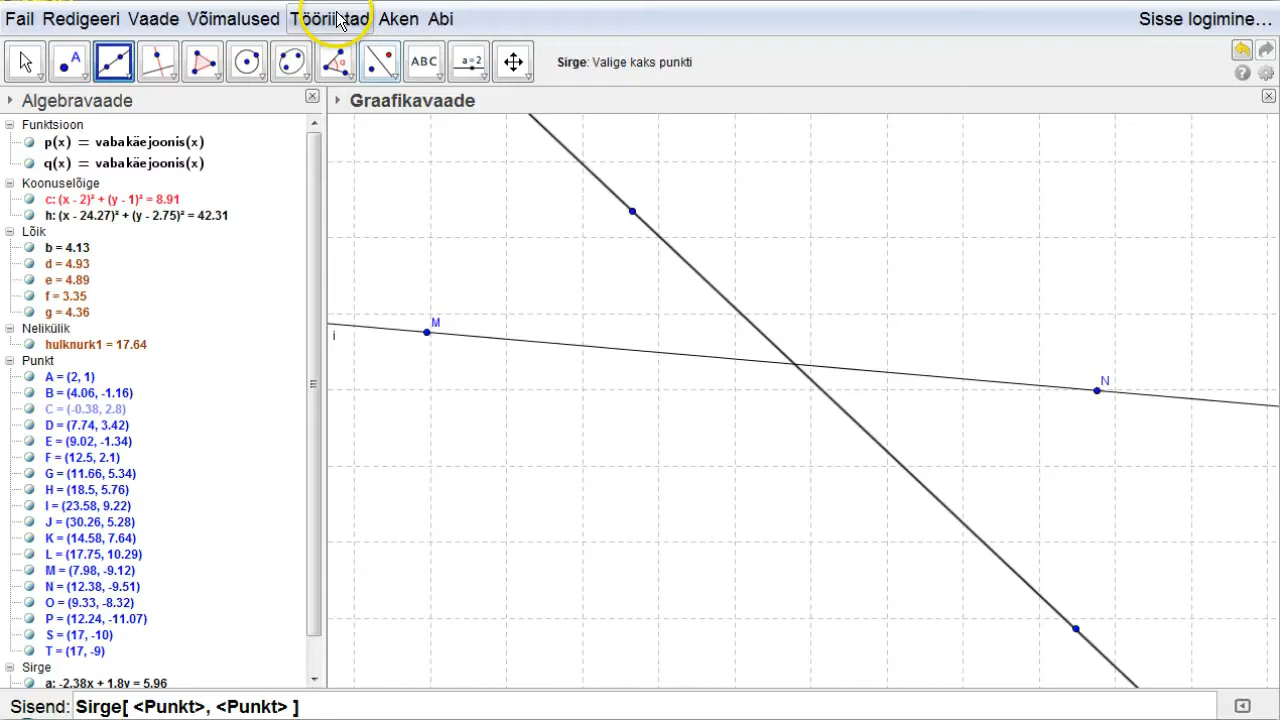 Fail Redigeeri Vaade Võimalused Tööriistad Aken Abi Sisse logimine...
A ABC a=2 Sirge: Valige kaks punkti
Algebravaade
Funktsioon
p(x) = vabakäejoonis(x)
q(x) = vabakäejoonis(x)
Koonuselõige
c: (x - 2)² + (y - 1)² = 8.91
h: (x - 24.27)² + (y - 2.75)² = 42.31
Lõik
b = 4.13
d = 4.93
e = 4.89
f = 3.35
g = 4.36
Nelikülik
hulknurk1 = 17.64
Punkt
A = (2, 1)
B = (4.06, -1.16)
C = (-0.38, 2.8)
D = (7.74, 3.42)
E = (9.02, -1.34)
F = (12.5, 2.1)
G = (11.66, 5.34)
H = (18.5, 5.76)
I = (23.58, 9.22)
J = (30.26, 5.28)
K = (14.58, 7.64)
L = (17.75, 10.29)
M = (7.98, -9.12)
N = (12.38, -9.51)
O = (9.33, -8.32)
P = (12.24, -11.07)
S = (17, -10)
T = (17, -9)
Sirge
a: -2.38x + 1.8y = 5.96
Graafikavaade
M
i
N
Sisend: Sirge[ <Punkt>, <Punkt> ]